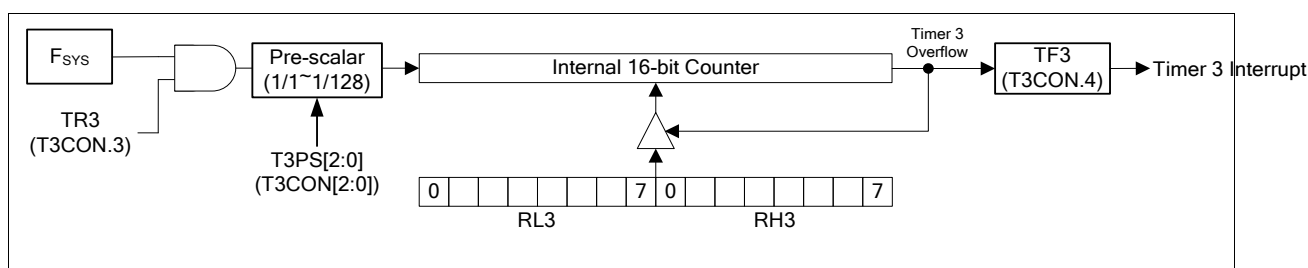 FSYS
TR3
(T3CON.3)
Pre-scalar
(1/1~1/128)
T3PS[2:0]
(T3CON[2:0])
Internal 16-bit Counter
Timer 3
Overflow
TF3
(T3CON.4)
Timer 3 Interrupt
0 7 0 7
RL3 RH3